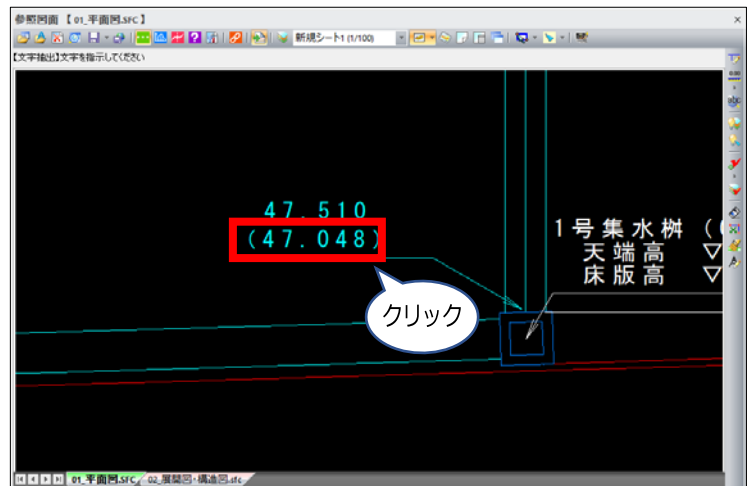 参照図面 【 01_平面図.SFC 】
新規シート1 (1/100)
【文字抽出】文字を指示してください
0.00
abc
47.510
(47.048)
1号集水桝 (
天端高 ▽
床版高 ▽
クリック
01_平面図.SFC
02_展開図・構造図.sfc